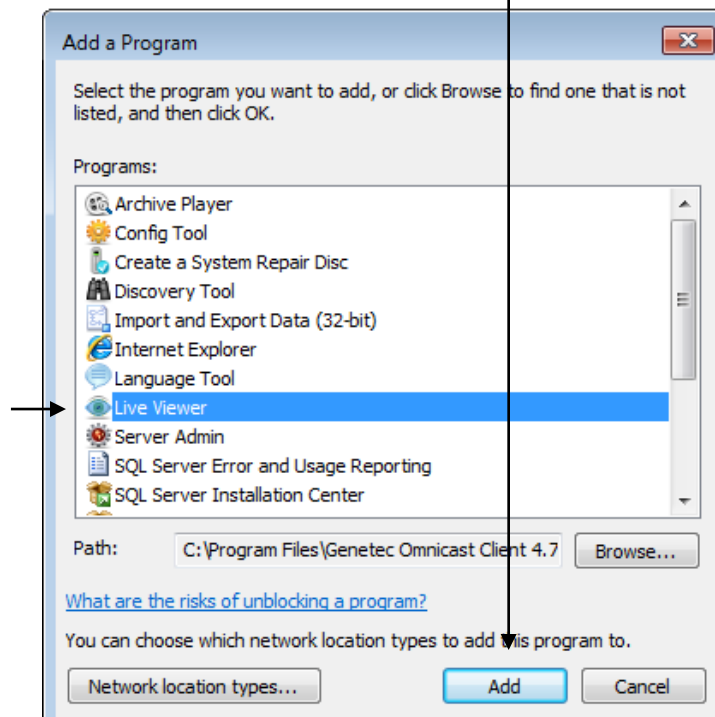 Add a Program
Select the program you want to add, or click Browse to find one that is not
listed, and then click OK.
Programs:
Archive Player
Config Tool
Create a System Repair Disc
Discovery Tool
Import and Export Data (32-bit)
Internet Explorer
Language Tool
Live Viewer
Server Admin
SQL Server Error and Usage Reporting
SQL Server Installation Center
Path: C:\Program Files\Genetec Omnicast Client 4.7 Browse...
What are the risks of unblocking a program?
You can choose which network location types to add this program to.
Network location types... Add Cancel